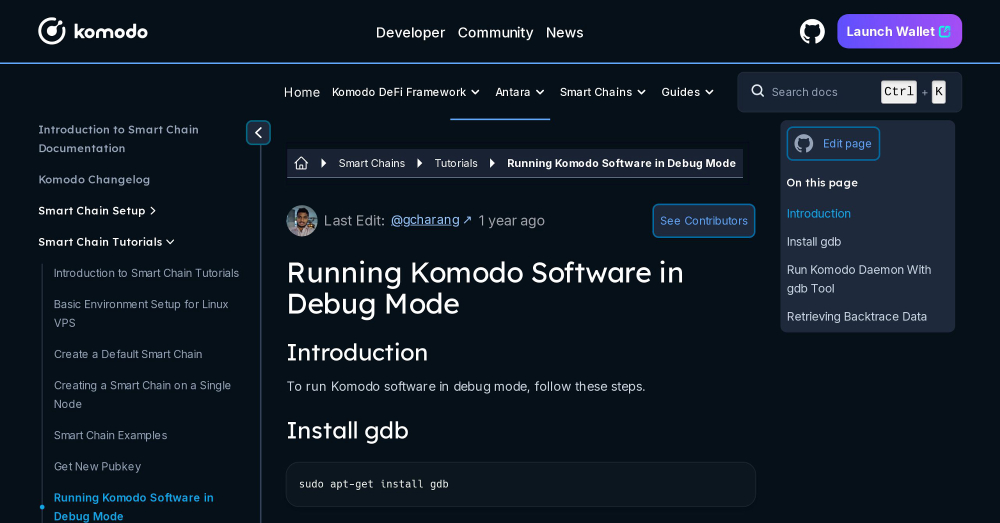 komodo
Developer Community News
Launch Wallet
Home Komodo DeFi Framework Antara Smart Chains Guides
Search docs Ctrl + K
Introduction to Smart Chain
Documentation
Komodo Changelog
Smart Chain Setup
Smart Chain Tutorials
Introduction to Smart Chain Tutorials
Basic Environment Setup for Linux
VPS
Create a Default Smart Chain
Creating a Smart Chain on a Single
Node
Smart Chain Examples
Get New Pubkey
Running Komodo Software in
Debug Mode
Smart Chains Tutorials Running Komodo Software in Debug Mode
Last Edit: @gcharang ↗ 1 year ago
See Contributors
Running Komodo Software in
Debug Mode
Introduction
To run Komodo software in debug mode, follow these steps.
Install gdb
sudo apt-get install gdb
Edit page
On this page
Introduction
Install gdb
Run Komodo Daemon With
gdb Tool
Retrieving Backtrace Data